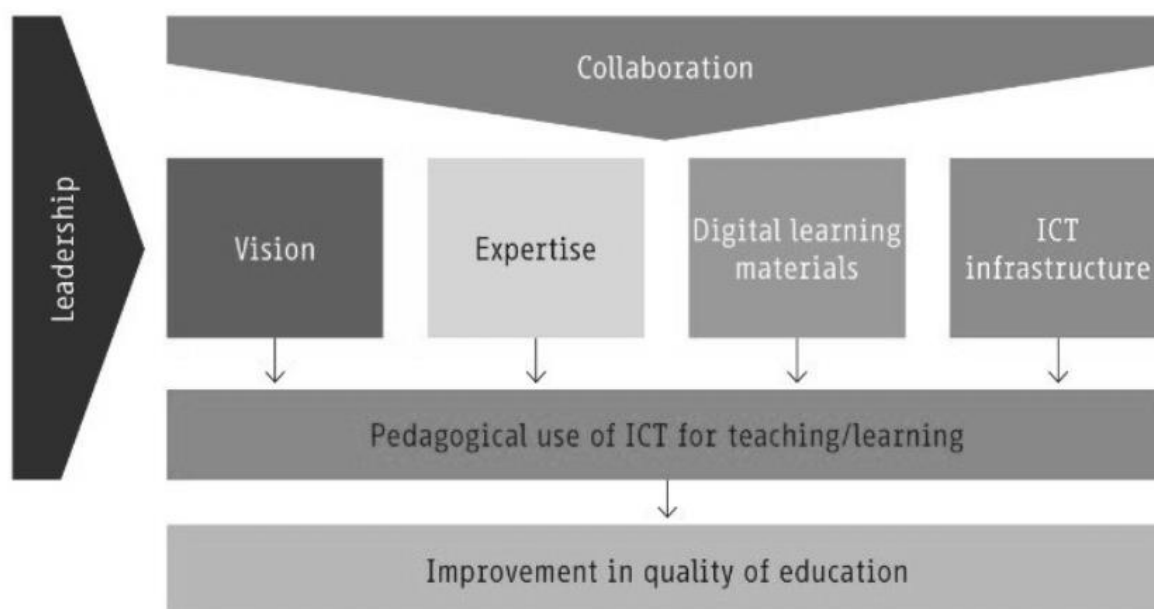 Leadership
Collaboration
Vision
Expertise
Digital learning
materials
ICT
infrastructure
Pedagogical use of ICT for teaching/learning
Improvement in quality of education